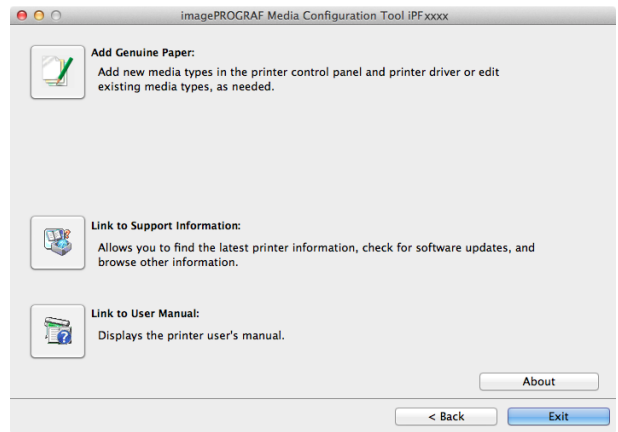 imagePROGRAF Media Configuration Tool iPFxxxx
Add Genuine Paper:
Add new media types in the printer control panel and printer driver or edit
existing media types, as needed.
Link to Support Information:
Allows you to find the latest printer information, check for software updates, and
browse other information.
Link to User Manual:
Displays the printer user's manual.
About
< Back
Exit